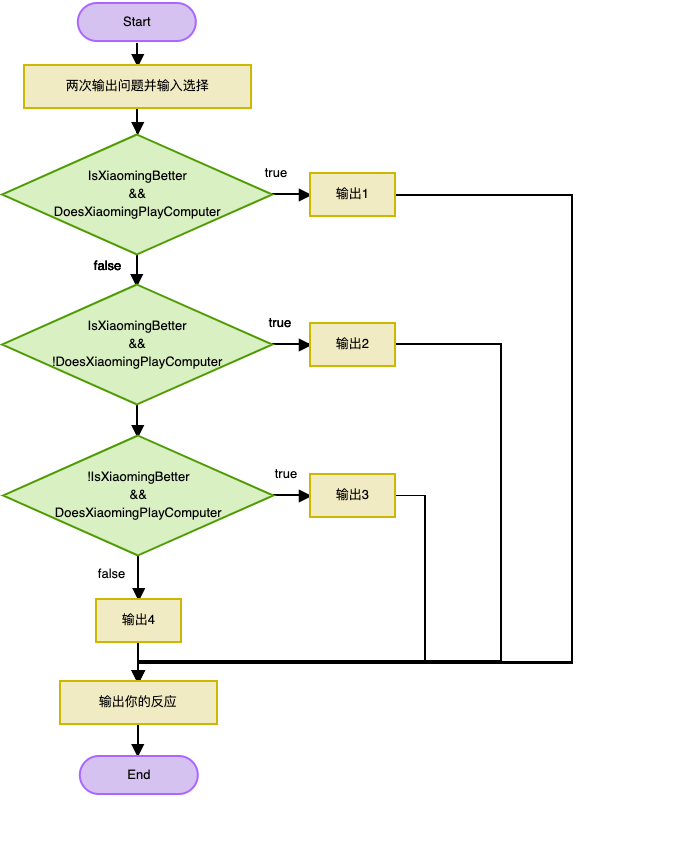 Start
两次输出问题并输入选择
IsXiaomingBetter
&&
DoesXiaomingPlayComputer
true
输出1
false
IsXiaomingBetter
&&
!DoesXiaomingPlayComputer
true
输出2
!IsXiaomingBetter
&&
DoesXiaomingPlayComputer
true
输出3
false
输出4
输出你的反应
End